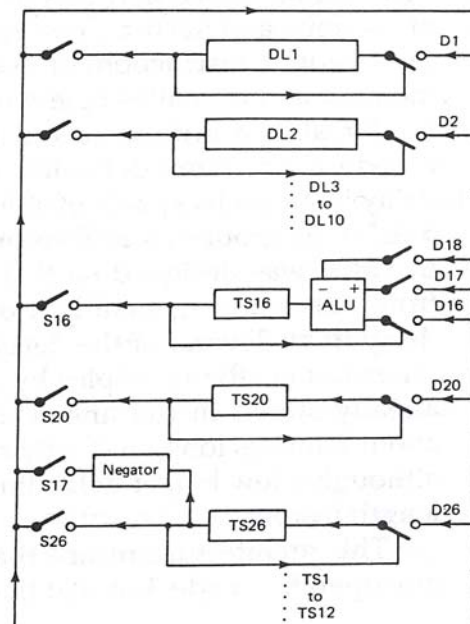 D1
DL1
D2
DL2
DL3
to
DL10
D18
D17
D16
− +
ALU
TS16
S16
D20
TS20
S20
S17
Negator
D26
TS26
S26
TS1
to
TS12